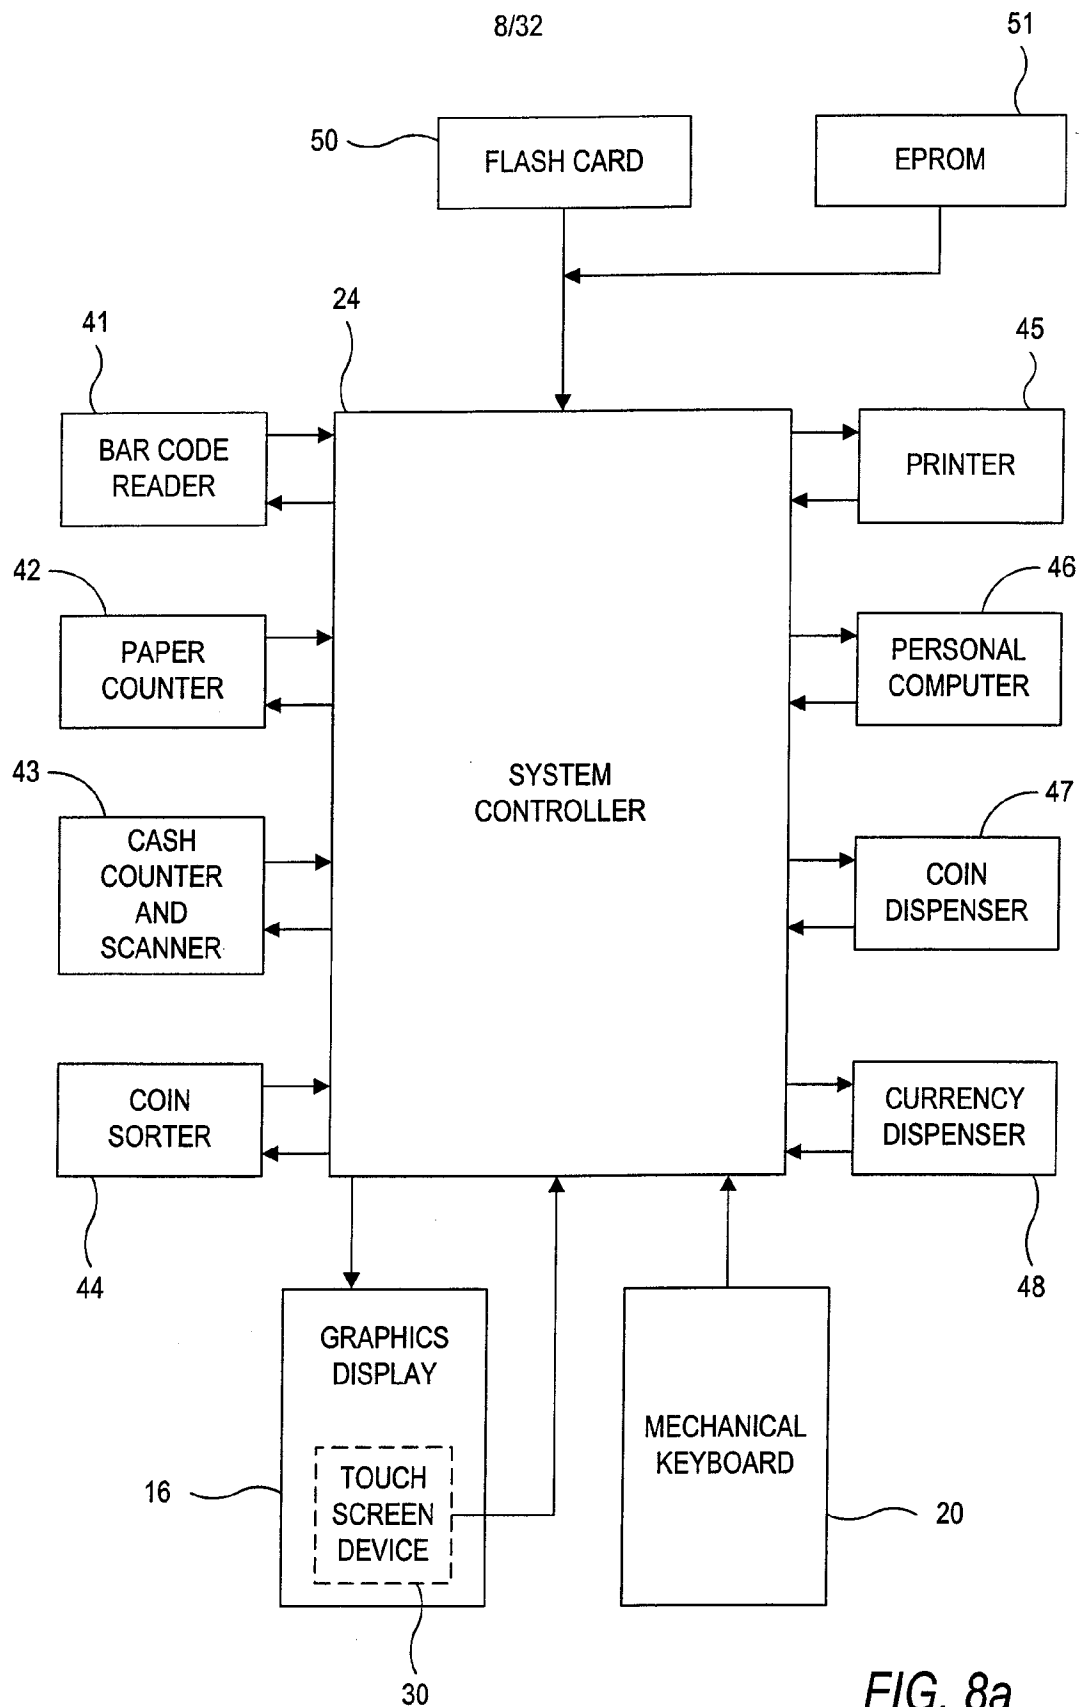 8/32
51
50
FLASH CARD
EPROM
24
41
45
BAR CODE
READER
PRINTER
42
46
PAPER
COUNTER
PERSONAL
COMPUTER
SYSTEM
CONTROLLER
43
47
CASH
COUNTER
AND
SCANNER
COIN
DISPENSER
COIN
SORTER
CURRENCY
DISPENSER
44
48
GRAPHICS
DISPLAY
MECHANICAL
KEYBOARD
16
TOUCH
SCREEN
DEVICE
20
30
FIG. 8a